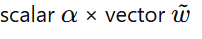 scalar α × vector w̃